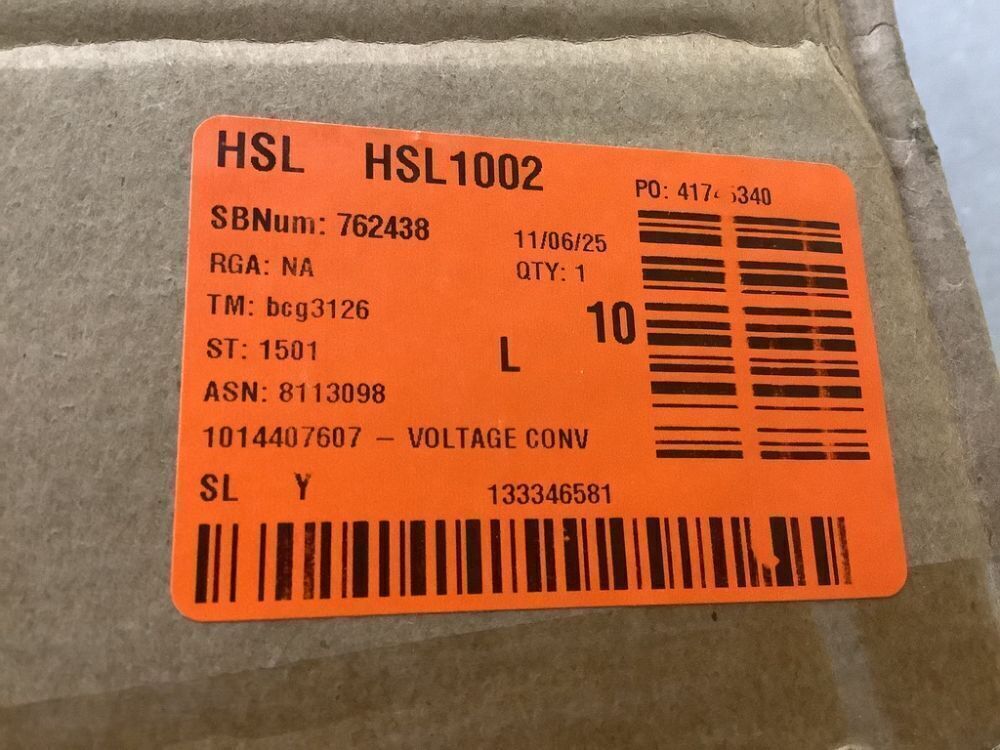 HSL HSL1002
PO: 
SBNum: 762438
11/06/25
RGA: NA
QTY: 1
TM: bcg3126
10
ST: 1501
L
ASN: 8113098
1014407607 – VOLTAGE CONV
SL Y
133346581